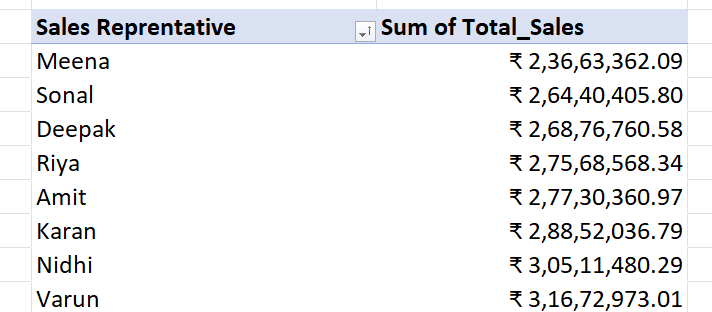 Sales Reprentative Sum of Total_Sales
Meena ₹ 2,36,63,362.09
Sonal ₹ 2,64,40,405.80
Deepak ₹ 2,68,76,760.58
Riya ₹ 2,75,68,568.34
Amit ₹ 2,77,30,360.97
Karan ₹ 2,88,52,036.79
Nidhi ₹ 3,05,11,480.29
Varun ₹ 3,16,72,973.01